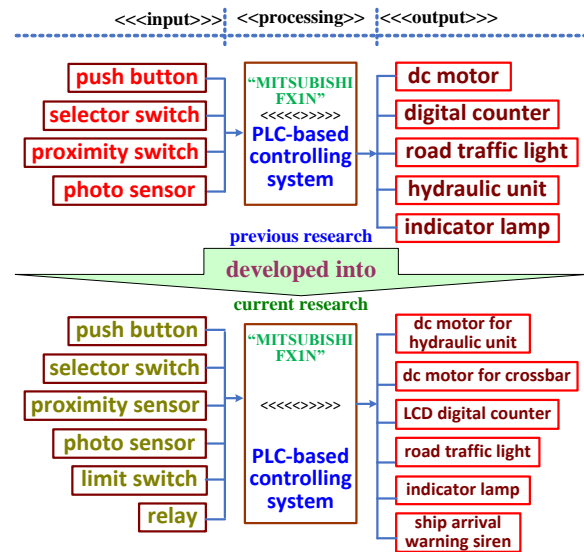 <<<input>>>
<<processing>>
<<<output>>>
push button
selector switch
proximity switch
photo sensor
“MITSUBISHI
FX1N”
<<<<<>>>>>
PLC-based
controlling
system
dc motor
digital counter
road traffic light
hydraulic unit
indicator lamp
previous research
developed into
current research
push button
selector switch
proximity sensor
photo sensor
limit switch
relay
“MITSUBISHI
FX1N”
<<<<<>>>>>
PLC-based
controlling
system
dc motor for
hydraulic unit
dc motor for crossbar
LCD digital counter
road traffic light
indicator lamp
ship arrival
warning siren